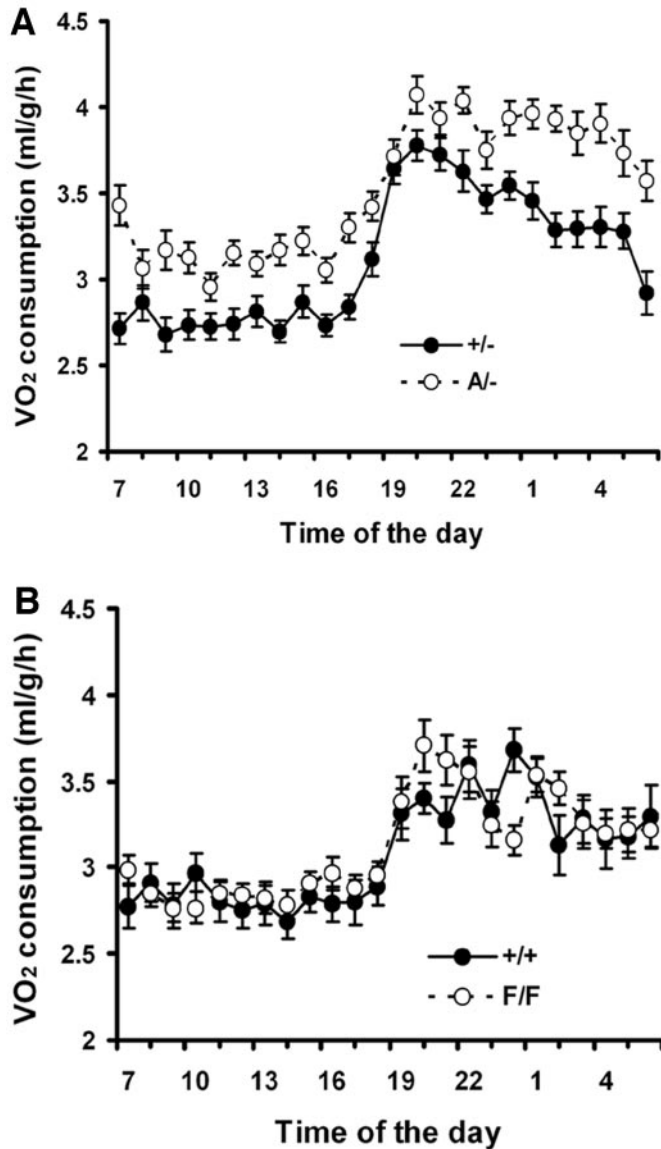 A
VO₂ consumption (ml/g/h)
4.5
4
3.5
3
2.5
2
+/-
A/-
7 10 13 16 19 22 1 4
Time of the day
B
VO₂ consumption (ml/g/h)
4.5
4
3.5
3
2.5
2
+/+
F/F
7 10 13 16 19 22 1 4
Time of the day